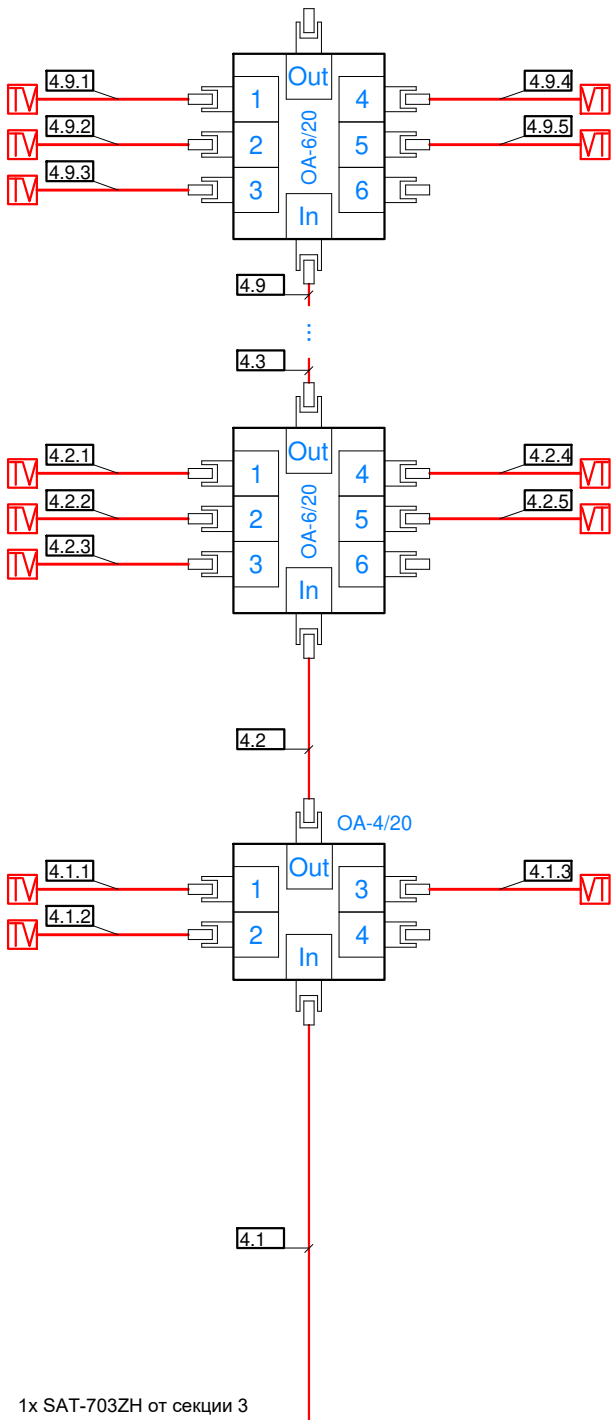 Out
TV 4.9.1 1 4 4.9.4 TV
TV 4.9.2 2 5 4.9.5 TV
TV 4.9.3 3 6
OA-6/20
In
4.9
...
4.3
Out
TV 4.2.1 1 4 4.2.4 TV
TV 4.2.2 2 5 4.2.5 TV
TV 4.2.3 3 6
OA-6/20
In
4.2
OA-4/20
Out
TV 4.1.1 1 3 4.1.3 TV
TV 4.1.2 2 4
In
4.1
1x SAT-703ZH от секции 3